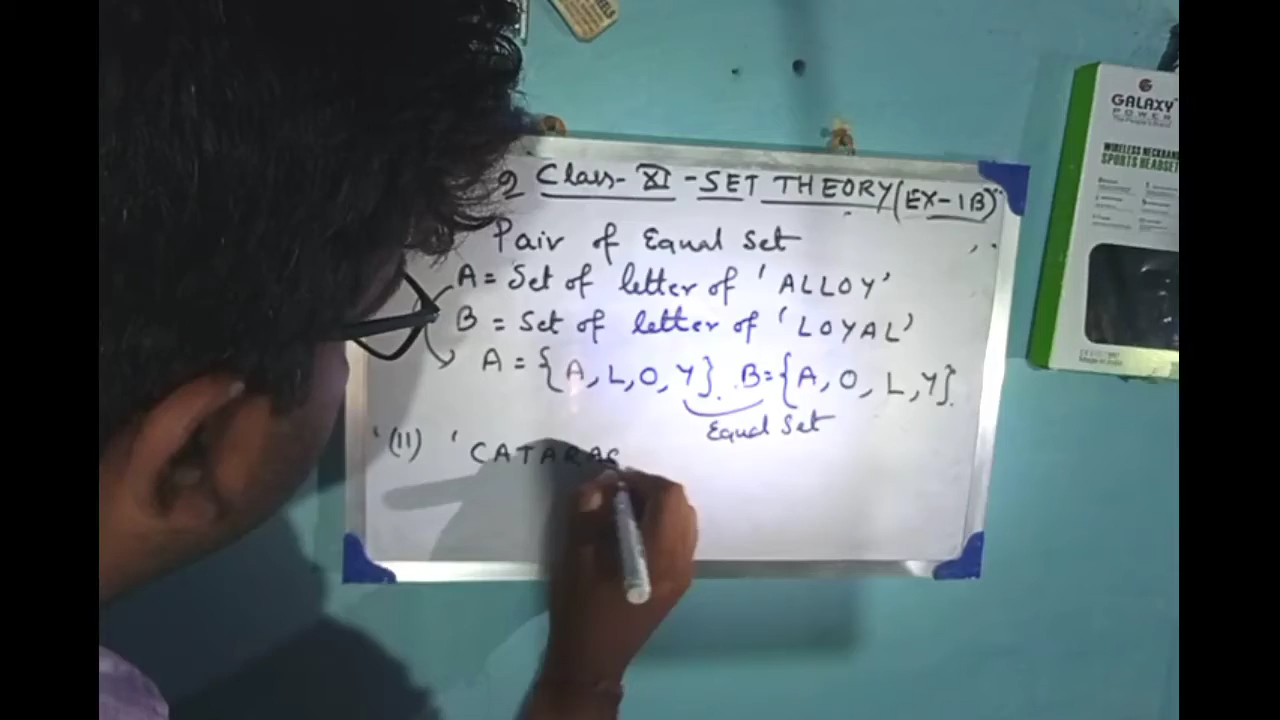 Class-XI-SET THEORY(EX-1B)
Pair of Equal Set
A = Set of letter of 'ALLOY'
B = Set of letter of 'LOYAL'
A = {A, L, O, Y}. B = {A, O, L, Y}.
Equal Set
(11) 'CATARAC
GALAXY
POWER
WIRELESS NECKBAND
SPORTS HEADSET